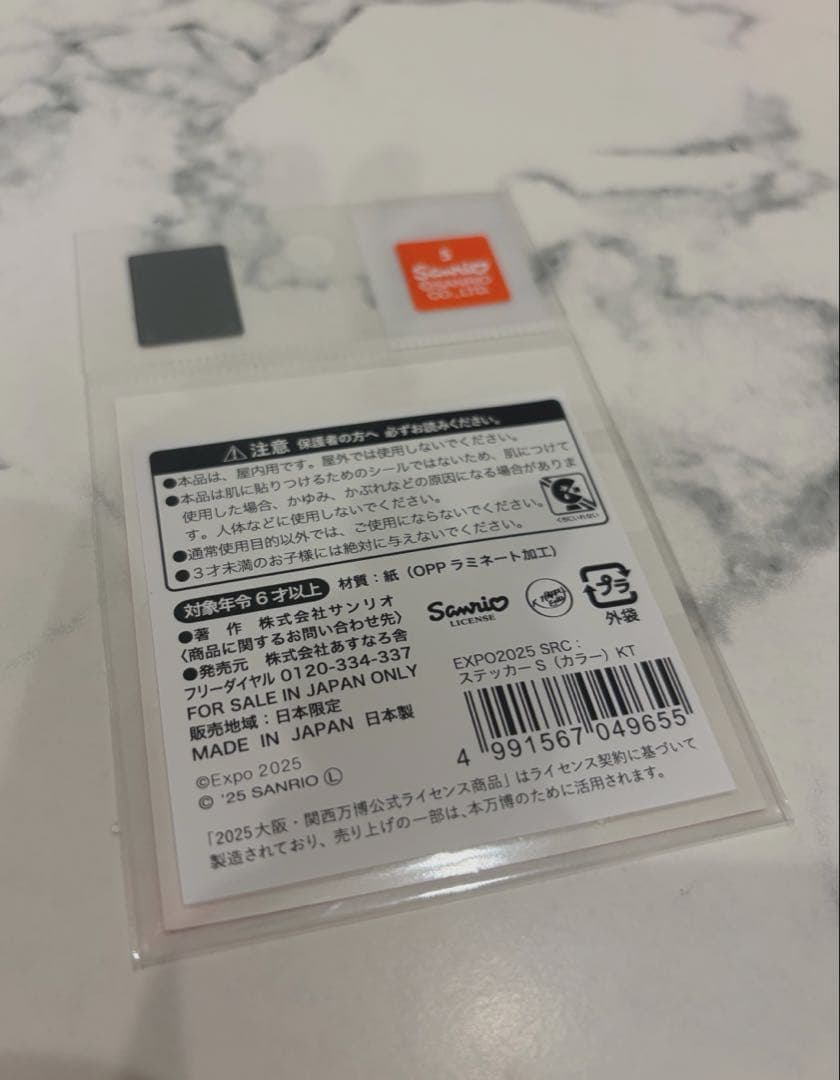 S
Sanrio
©SANRIO
CO., LTD.
注意 保護者の方へ 必ずお読みください。
●本品は、屋内用です。屋外では使用しないでください。
●本品は肌に貼りつけるためのシールではないため、肌につけて
使用した場合、かゆみ、かぶれなどの原因になる場合がありま
す。人体などに使用しないでください。
●通常使用目的以外では、ご使用にならないでください。
●3才未満のお子様には絶対に与えないでください。
口にいれない
対象年令6才以上 材質：紙（OPPラミネート加工）
●著 作 株式会社サンリオ
〈商品に関するお問い合わせ先〉
●発売元 株式会社あすなろ舎
フリーダイヤル 0120-334-337
FOR SALE IN JAPAN ONLY
販売地域：日本限定
MADE IN JAPAN 日本製
Sanrio
LICENSE
プラ
外袋
EXPO2025 SRC：
ステッカーS（カラー）KT
4 991567 049655
©Expo 2025
© '25 SANRIO Ⓛ
「2025大阪・関西万博公式ライセンス商品」はライセンス契約に基づいて
製造されており、売り上げの一部は、本万博のために活用されます。